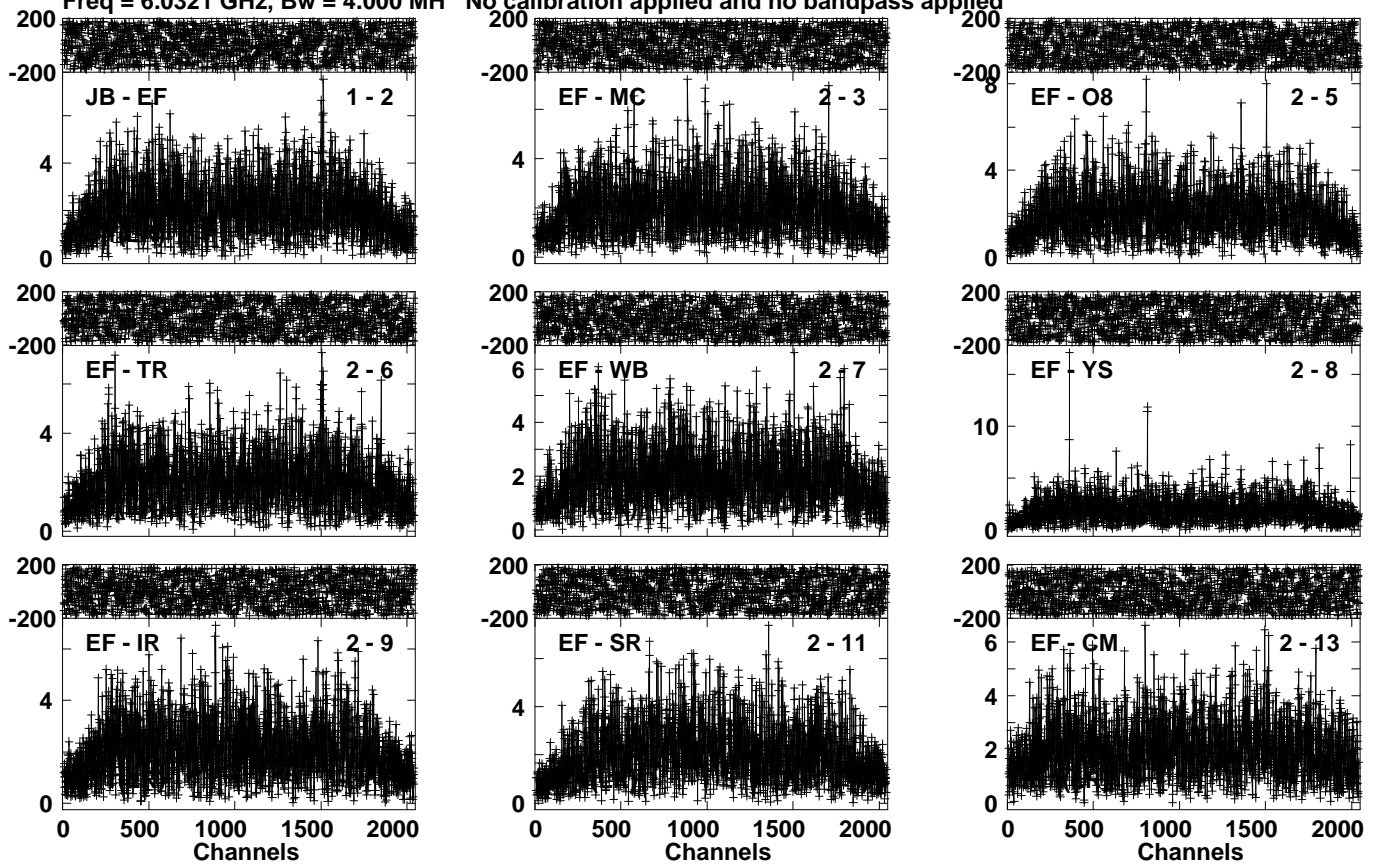 Freq = 6.0321 GHz, Bw = 4.000 MH No calibration applied and no bandpass applied
200 200 200
-200 -200 -200
JB - EF 1 - 2 EF - MC 2 - 3 8 EF - O8 2 - 5
4 4 4
0 0 0
200 200 200
-200 -200 -200
EF - TR 2 - 6 6 EF - WB 2 - 7 EF - YS 2 - 8
4 4 10
2
0 0 0
200 200 200
-200 -200 -200
EF - IR 2 - 9 EF - SR 2 - 11 6 EF - CM 2 - 13
4 4 4
2
0 0 0
0 500 1000 1500 2000 0 500 1000 1500 2000 0 500 1000 1500 2000
Channels Channels Channels